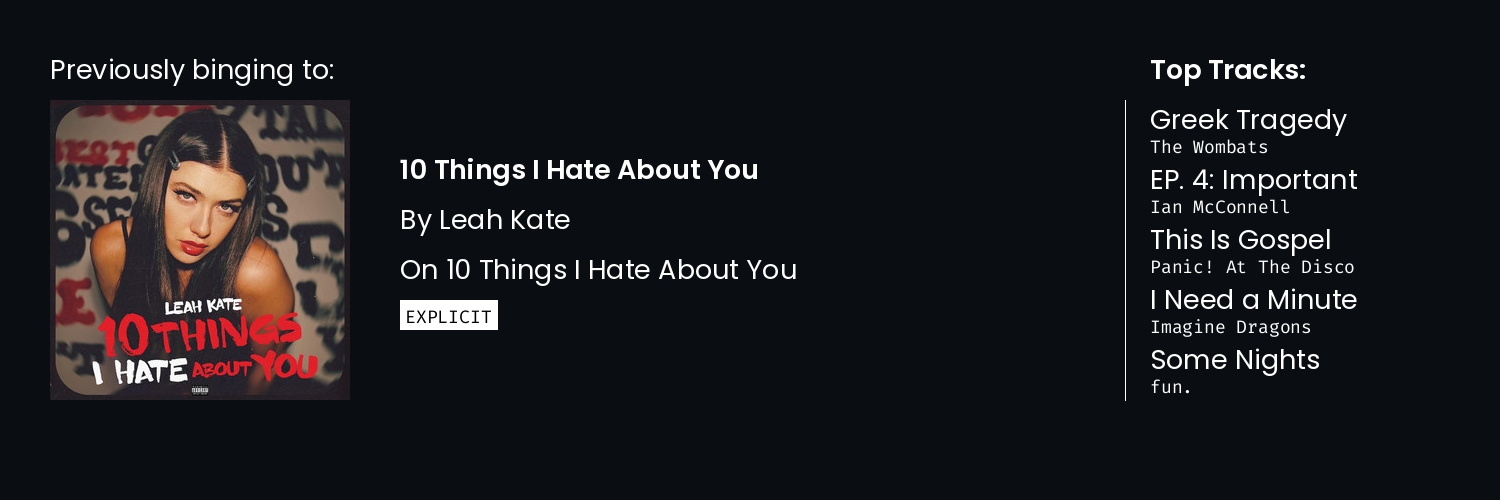 Previously binging to:
LEAH KATE
10 THINGS
I HATE ABOUT YOU
10 Things I Hate About You
By Leah Kate
On 10 Things I Hate About You
EXPLICIT
Top Tracks:
Greek Tragedy
The Wombats
EP. 4: Important
Ian McConnell
This Is Gospel
Panic! At The Disco
I Need a Minute
Imagine Dragons
Some Nights
fun.